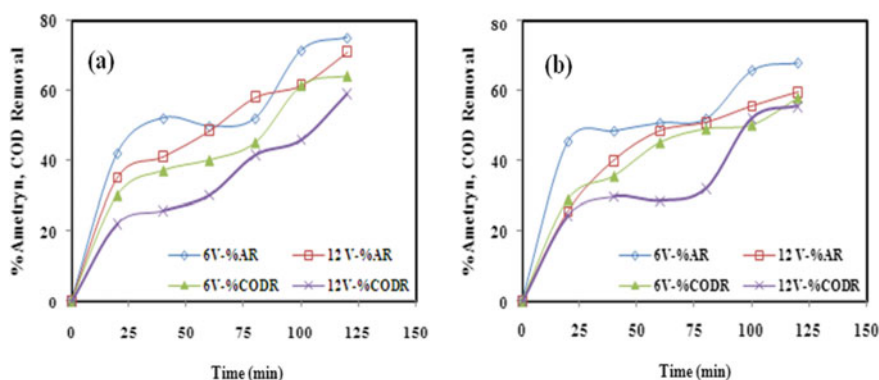 (a)
%Ametryn, COD Removal
80
60
40
20
0
6V-%AR
12 V-%AR
6V-%CODR
12V-%CODR
0 25 50 75 100 125 150
Time (min)
(b)
%Ametryn, COD Removal
80
60
40
20
0
6V-%AR
12 V-%AR
6V-%CODR
12V-%CODR
0 25 50 75 100 125 150
Time (min)